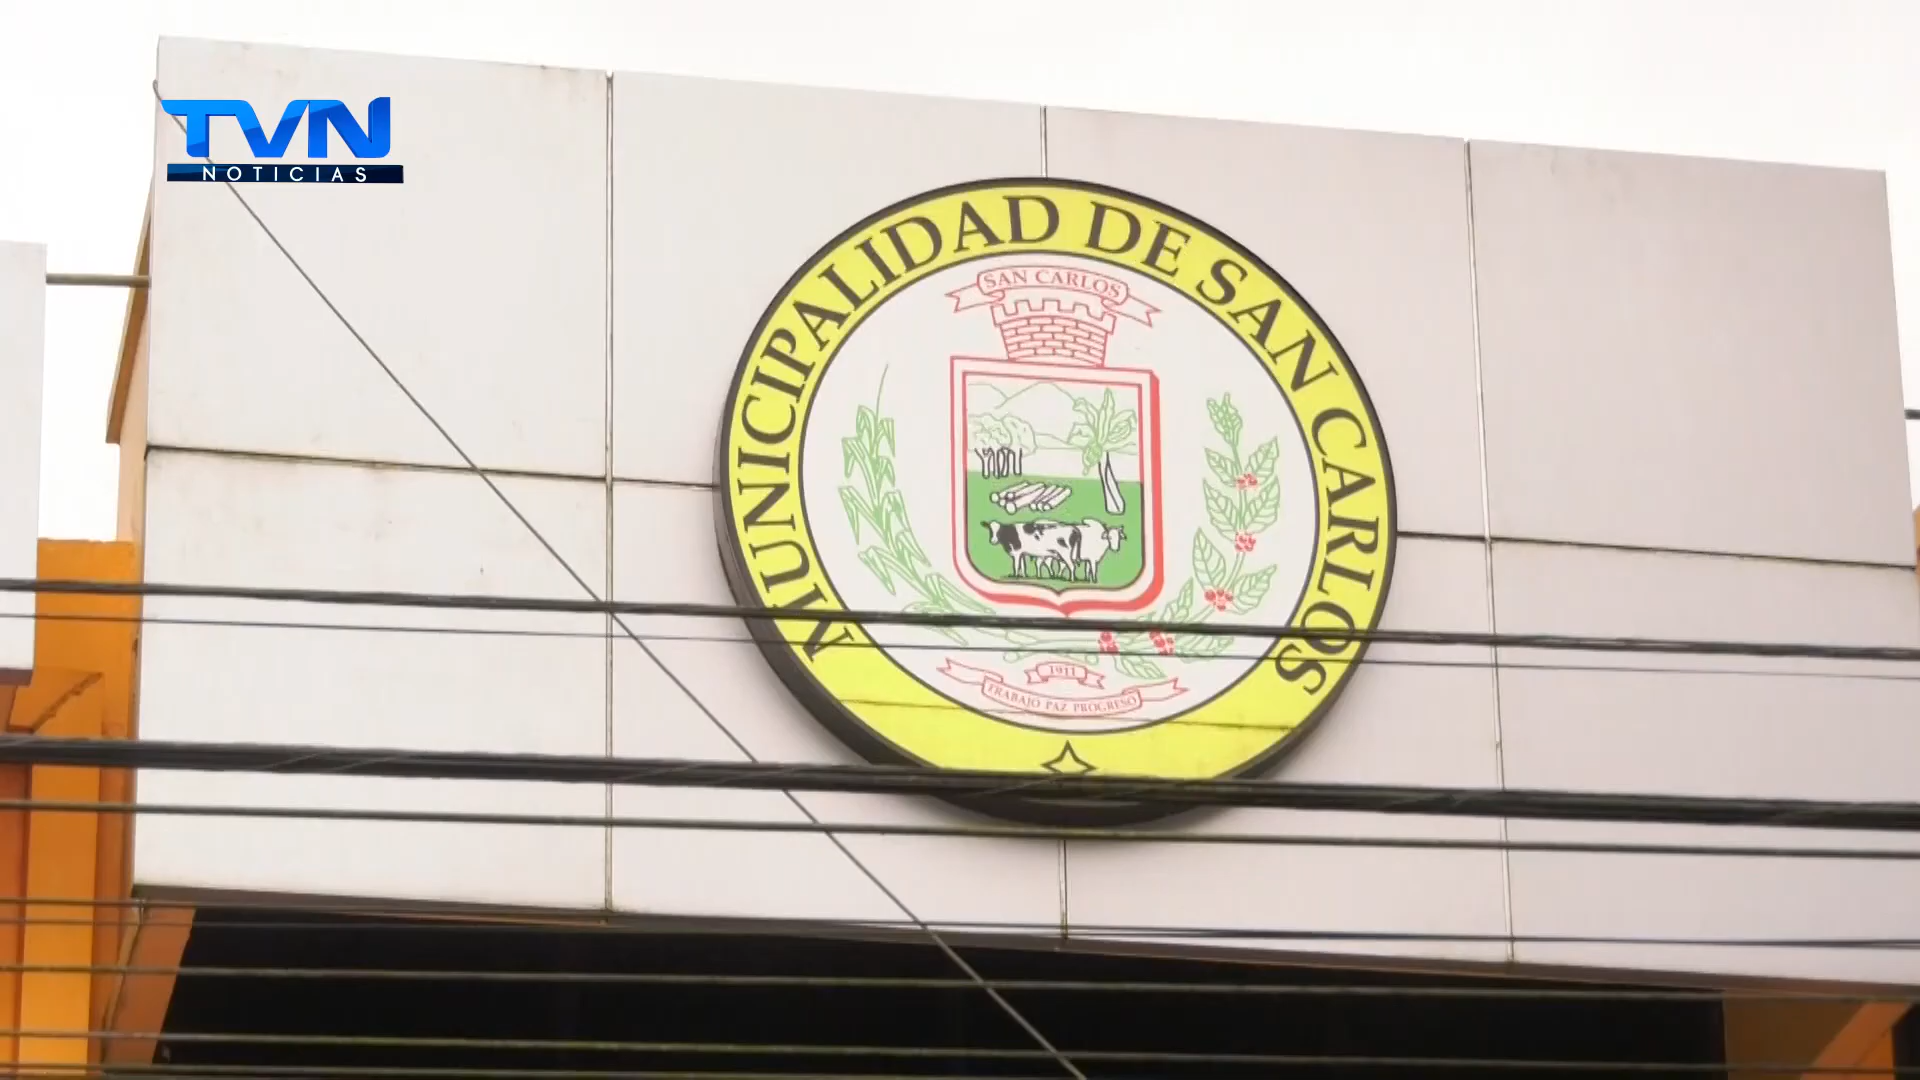 TVN
NOTICIAS
MUNICIPALIDAD DE SAN CARLOS
SAN CARLOS
1911
TRABAJO PAZ PROGRESO